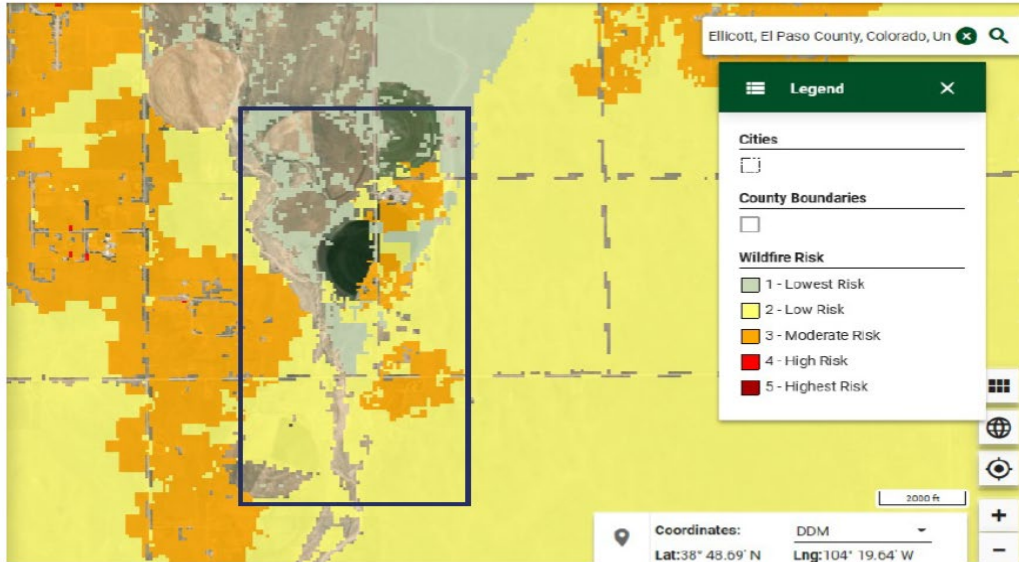 Ellicott, El Paso County, Colorado, Un
Legend
Cities
County Boundaries
Wildfire Risk
1 - Lowest Risk
2 - Low Risk
3 - Moderate Risk
4 - High Risk
5 - Highest Risk
2000 ft
Coordinates: DDM
Lat:38° 48.69' N Lng:104° 19.64' W